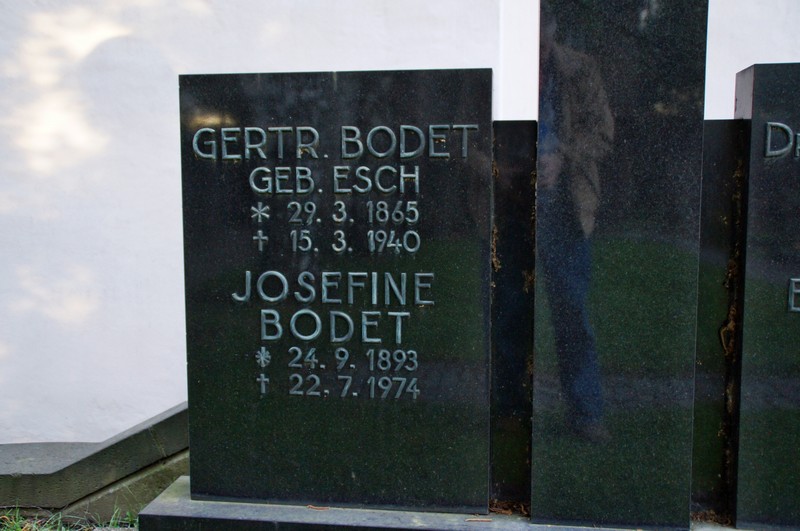 GERTR. BODET
GEB. ESCH
* 29. 3. 1865
† 15. 3. 1940
JOSEFINE
BODET
* 24. 9. 1893
† 22. 7. 1974